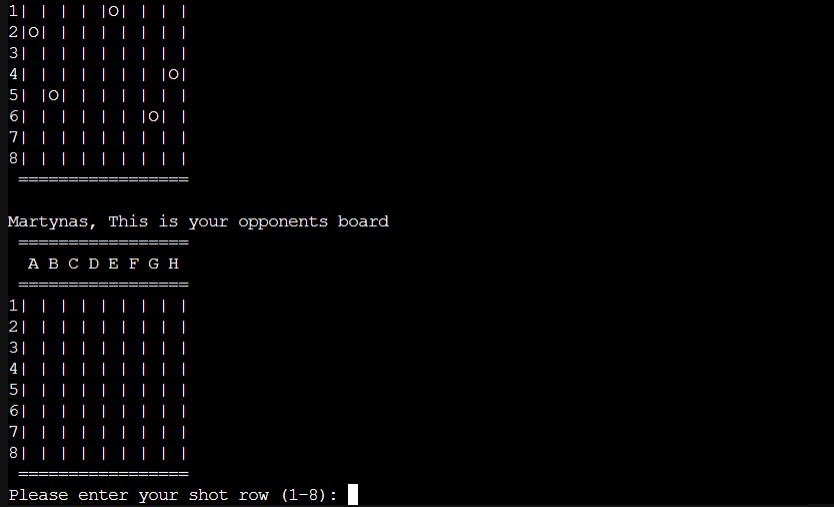 1| | | | |O| | | |
2|O| | | | | | | |
3| | | | | | | | |
4| | | | | | | |O|
5| |O| | | | | | |
6| | | | | | |O| |
7| | | | | | | | |
8| | | | | | | | |
 =================
Martynas, This is your opponents board
 =================
  A B C D E F G H
 =================
1| | | | | | | | |
2| | | | | | | | |
3| | | | | | | | |
4| | | | | | | | |
5| | | | | | | | |
6| | | | | | | | |
7| | | | | | | | |
8| | | | | | | | |
 =================
Please enter your shot row (1-8):